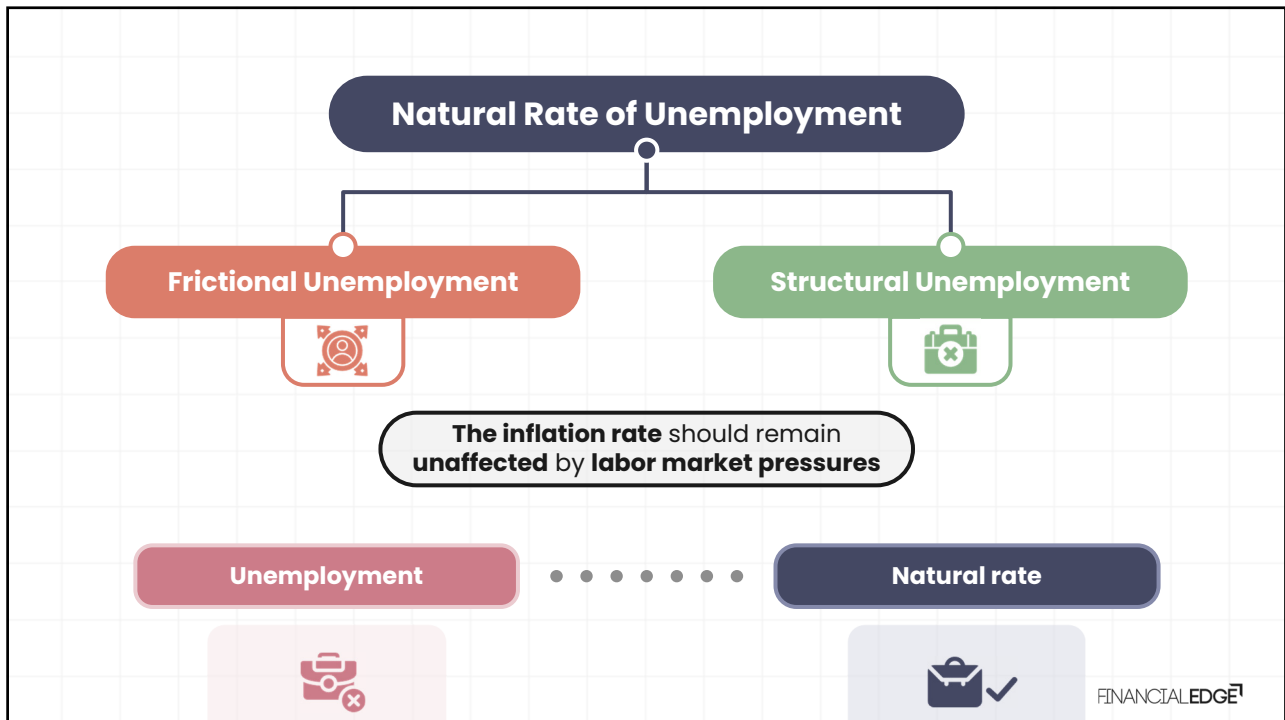 Natural Rate of Unemployment
Frictional Unemployment
Structural Unemployment
The inflation rate should remain
unaffected by labor market pressures
Unemployment
Natural rate
FINANCIALEDGE